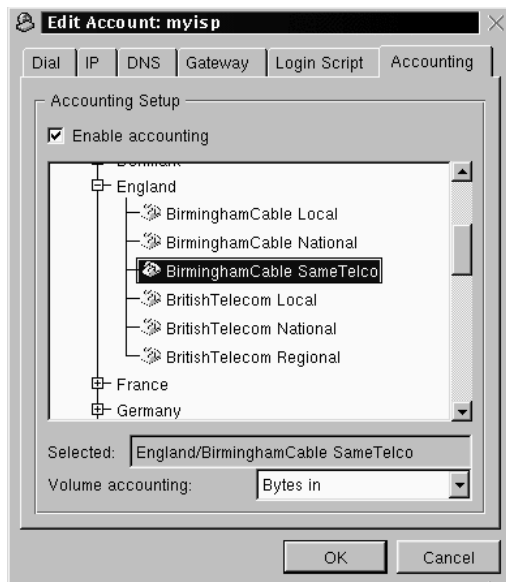 Edit Account: myisp
Dial IP DNS Gateway Login Script Accounting
Accounting Setup
Enable accounting
Denmark
England
BirminghamCable Local
BirminghamCable National
BirminghamCable SameTelco
BritishTelecom Local
BritishTelecom National
BritishTelecom Regional
France
Germany
Selected: England/BirminghamCable SameTelco
Volume accounting: Bytes in
OK Cancel